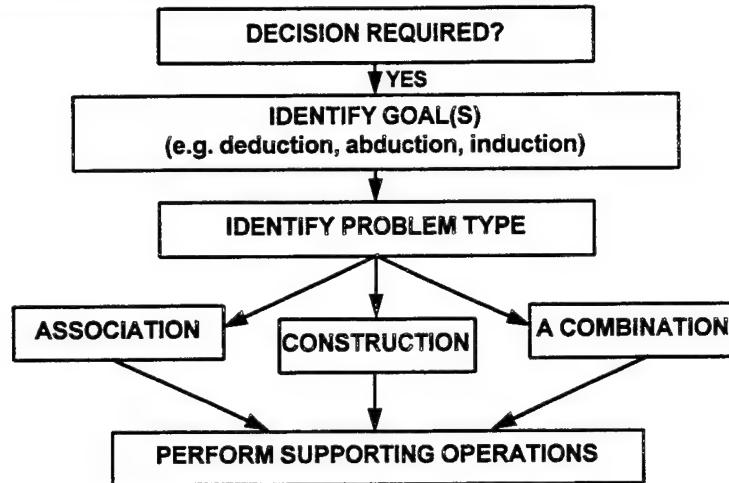 DECISION REQUIRED?
YES
IDENTIFY GOAL(S)
(e.g. deduction, abduction, induction)
IDENTIFY PROBLEM TYPE
ASSOCIATION
CONSTRUCTION
A COMBINATION
PERFORM SUPPORTING OPERATIONS